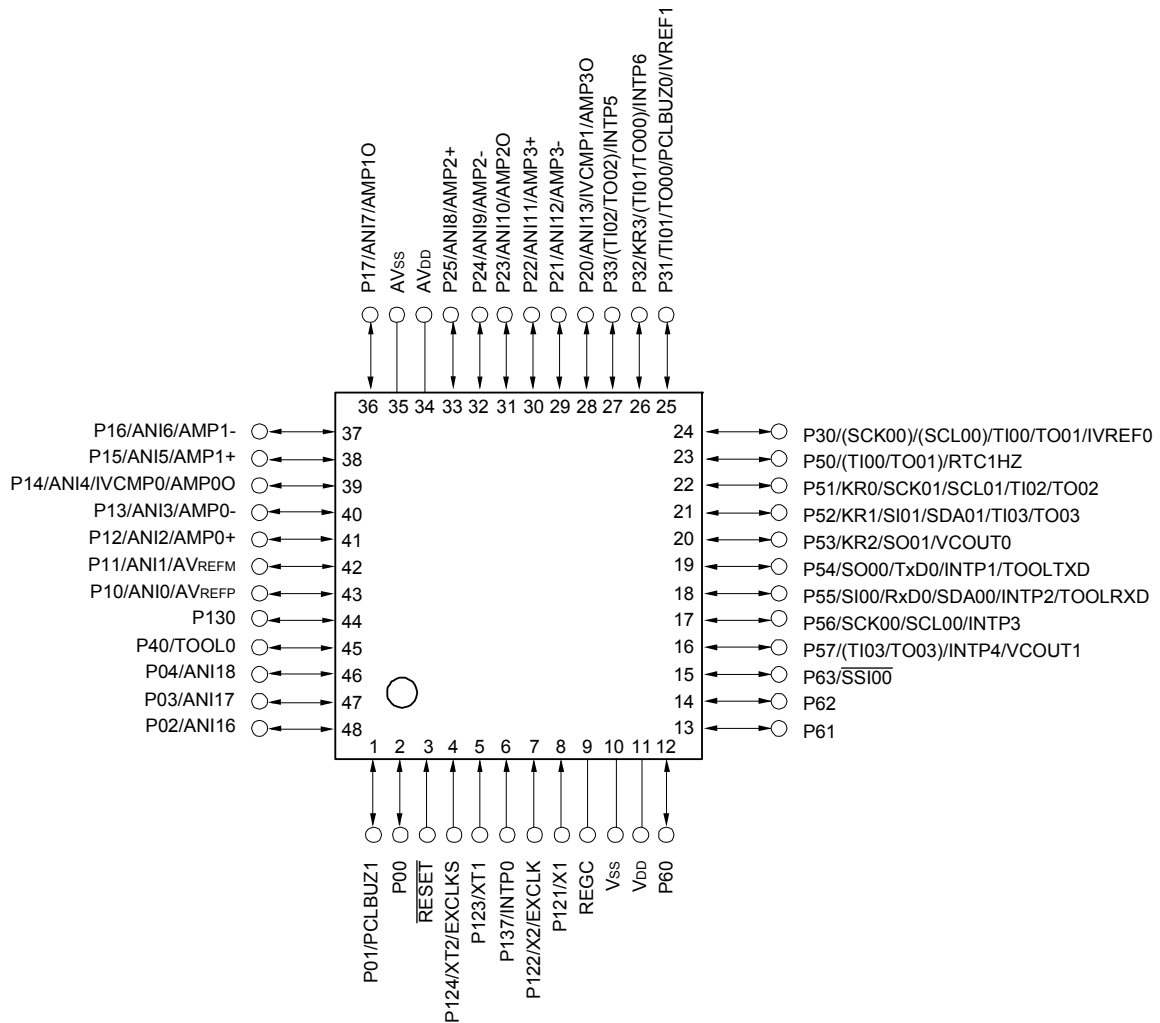 P17/ANI7/AMP1O
AVSS
AVDD
P25/ANI8/AMP2+
P24/ANI9/AMP2-
P23/ANI10/AMP2O
P22/ANI11/AMP3+
P21/ANI12/AMP3-
P20/ANI13/IVCMP1/AMP3O
P33/(TI02/TO02)/INTP5
P32/KR3/(TI01/TO00)/INTP6
P31/TI01/TO00/PCLBUZ0/IVREF1
36 35 34 33 32 31 30 29 28 27 26 25
P16/ANI6/AMP1- 37
P15/ANI5/AMP1+ 38
P14/ANI4/IVCMP0/AMP0O 39
P13/ANI3/AMP0- 40
P12/ANI2/AMP0+ 41
P11/ANI1/AVREFM 42
P10/ANI0/AVREFP 43
P130 44
P40/TOOL0 45
P04/ANI18 46
P03/ANI17 47
P02/ANI16 48
24 P30/(SCK00)/(SCL00)/TI00/TO01/IVREF0
23 P50/(TI00/TO01)/RTC1HZ
22 P51/KR0/SCK01/SCL01/TI02/TO02
21 P52/KR1/SI01/SDA01/TI03/TO03
20 P53/KR2/SO01/VCOUT0
19 P54/SO00/TxD0/INTP1/TOOLTXD
18 P55/SI00/RxD0/SDA00/INTP2/TOOLRXD
17 P56/SCK00/SCL00/INTP3
16 P57/(TI03/TO03)/INTP4/VCOUT1
15 P63/SSI00
14 P62
13 P61
1 2 3 4 5 6 7 8 9 10 11 12
P01/PCLBUZ1
P00
RESET
P124/XT2/EXCLKS
P123/XT1
P137/INTP0
P122/X2/EXCLK
P121/X1
REGC
VSS
VDD
P60